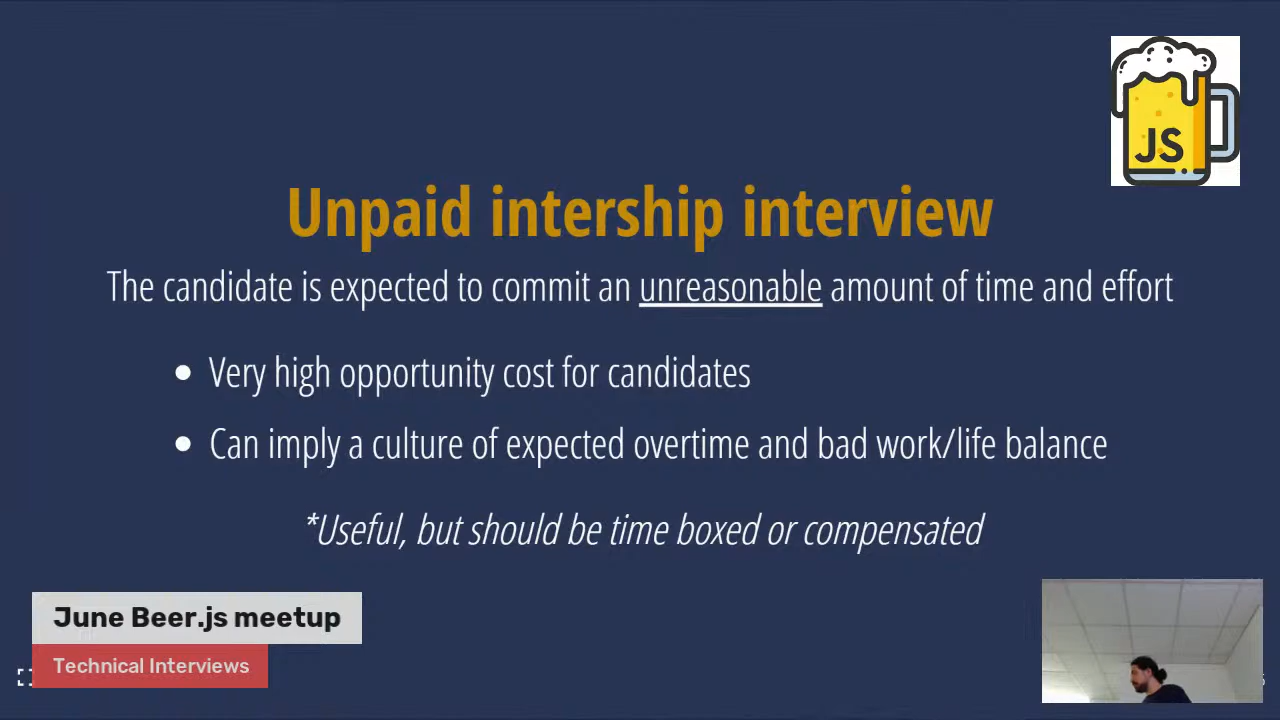 JS
Unpaid intership interview
The candidate is expected to commit an unreasonable amount of time and effort
Very high opportunity cost for candidates
Can imply a culture of expected overtime and bad work/life balance
*Useful, but should be time boxed or compensated
June Beer.js meetup
Technical Interviews